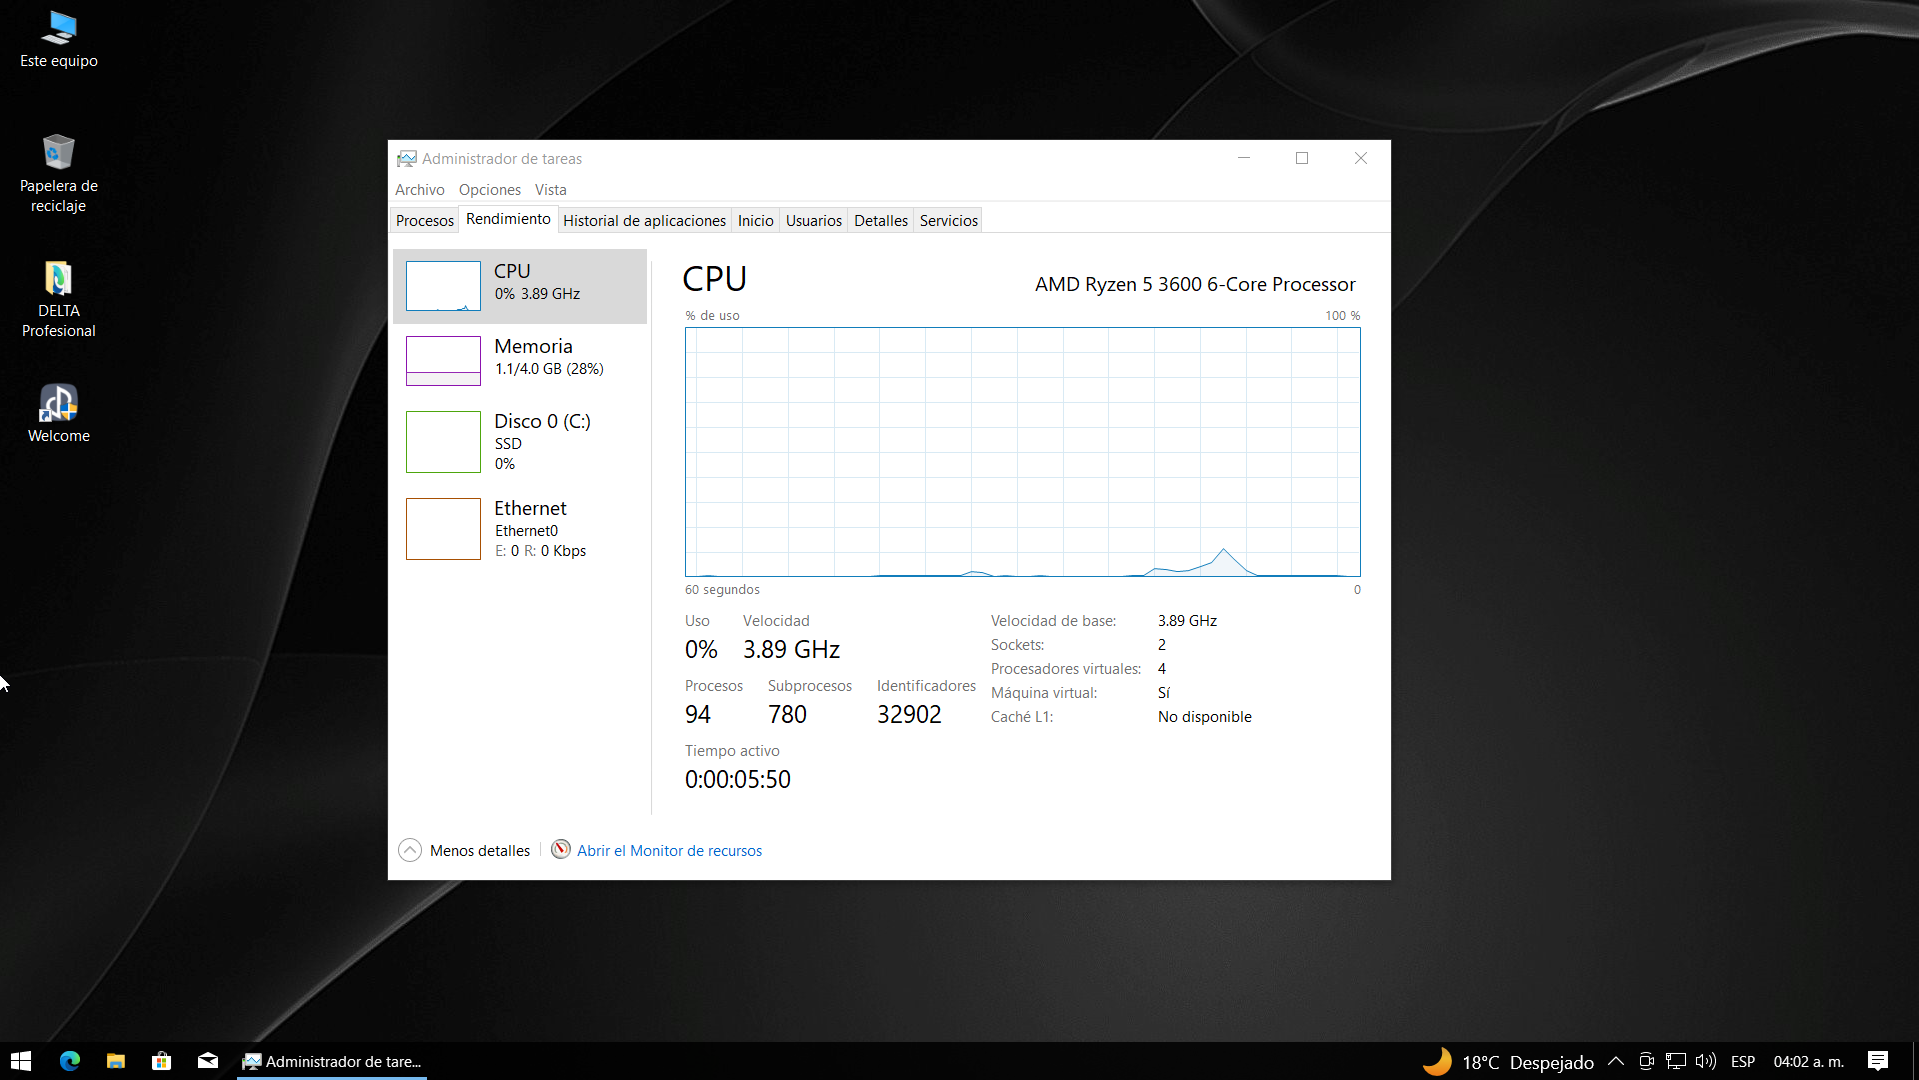 Este equipo
Papelera de
reciclaje
DELTA
Profesional
Welcome
Administrador de tareas
Archivo Opciones Vista
Procesos Rendimiento Historial de aplicaciones Inicio Usuarios Detalles Servicios
CPU
0% 3.89 GHz
Memoria
1.1/4.0 GB (28%)
Disco 0 (C:)
SSD
0%
Ethernet
Ethernet0
E: 0 R: 0 Kbps
CPU
AMD Ryzen 5 3600 6-Core Processor
% de uso 100 %
60 segundos 0
Uso Velocidad
0% 3.89 GHz
Procesos Subprocesos Identificadores
94 780 32902
Tiempo activo
0:00:05:50
Velocidad de base: 3.89 GHz
Sockets: 2
Procesadores virtuales: 4
Máquina virtual: Sí
Caché L1: No disponible
Menos detalles Abrir el Monitor de recursos
Administrador de tare...
18°C Despejado ESP 04:02 a. m.